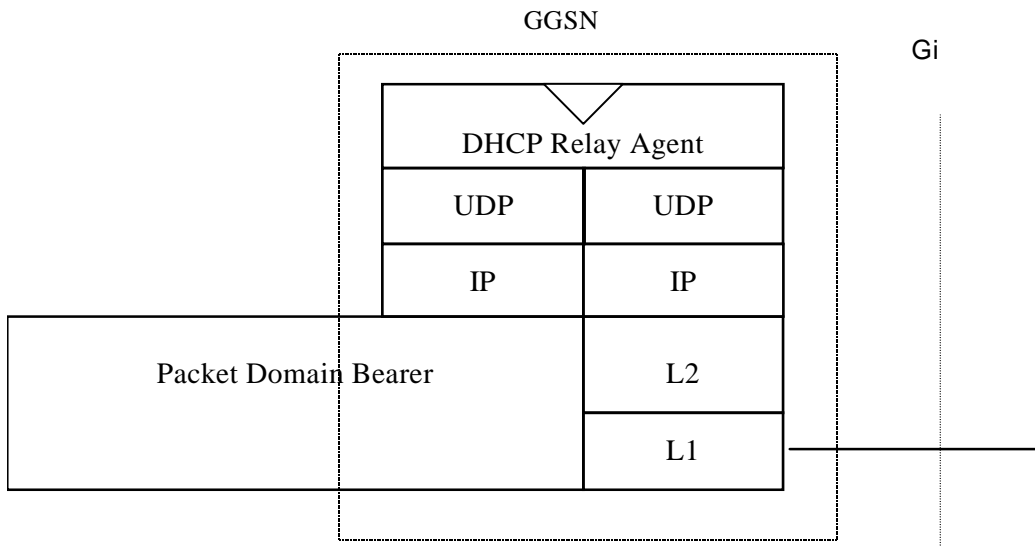 GGSN
Gi
DHCP Relay Agent
UDP UDP
IP IP
Packet Domain Bearer L2
L1